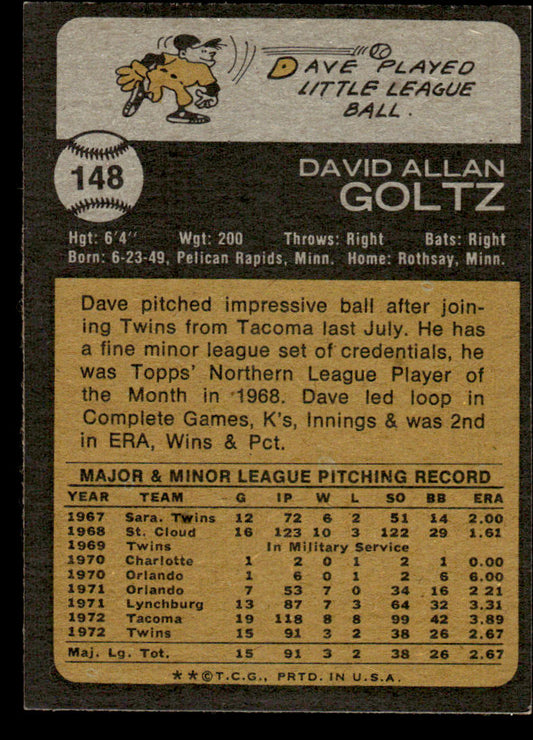 DAVE PLAYED
LITTLE LEAGUE
BALL.
148
DAVID ALLAN
GOLTZ
Hgt: 6'4" Wgt: 200 Throws: Right Bats: Right
Born: 6-23-49, Pelican Rapids, Minn. Home: Rothsay, Minn.
Dave pitched impressive ball after join-
ing Twins from Tacoma last July. He has
a fine minor league set of credentials, he
was Topps' Northern League Player of
the Month in 1968. Dave led loop in
Complete Games, K's, Innings & was 2nd
in ERA, Wins & Pct.
MAJOR & MINOR LEAGUE PITCHING RECORD
YEAR TEAM G IP W L SO BB ERA
1967 Sara. Twins 12 72 6 2 51 14 2.00
1968 St. Cloud 16 123 10 3 122 29 1.61
1969 Twins In Military Service
1970 Charlotte 1 2 0 1 2 1 0.00
1970 Orlando 1 6 0 1 2 6 6.00
1971 Orlando 7 53 7 0 34 16 2.21
1971 Lynchburg 13 87 7 3 64 32 3.31
1972 Tacoma 19 118 8 8 99 42 3.89
1972 Twins 15 91 3 2 38 26 2.67
Maj. Lg. Tot. 15 91 3 2 38 26 2.67
**©T.C.G., PRTD. IN U.S.A.